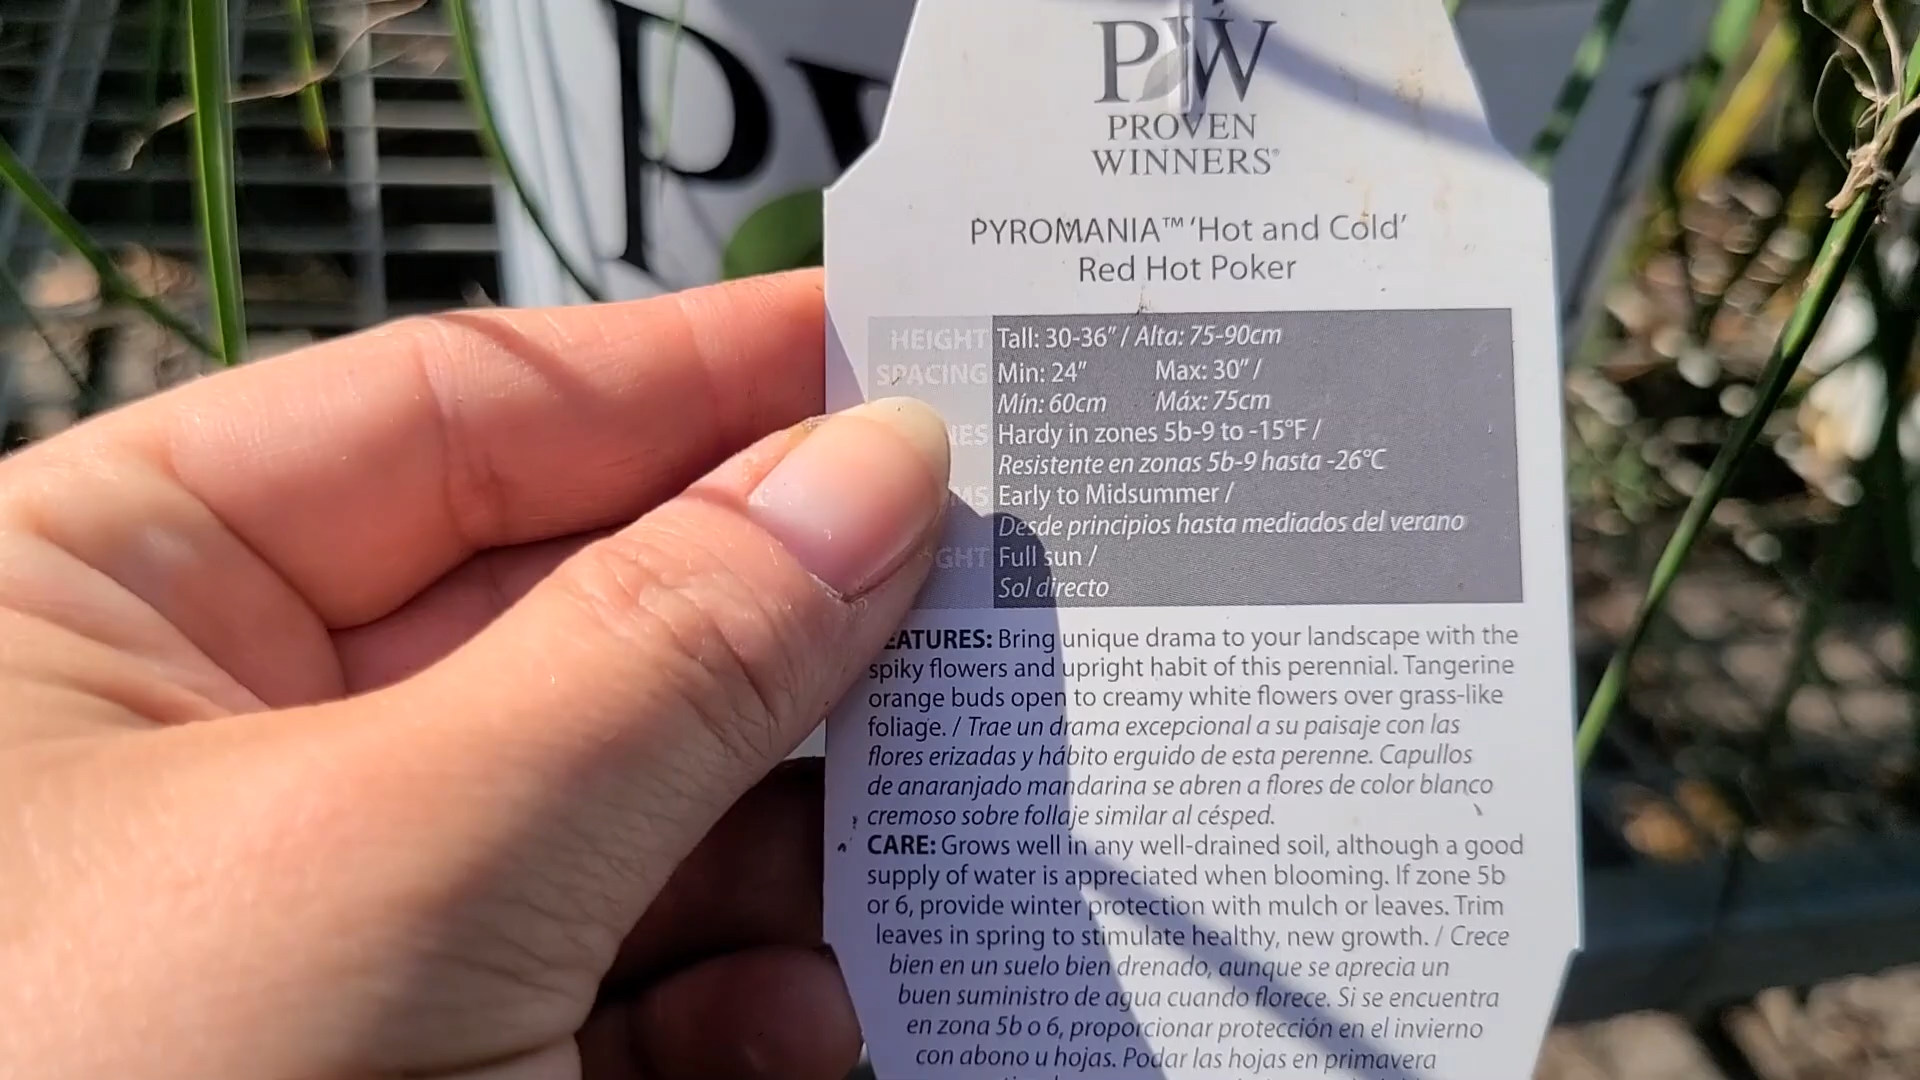 PW
PROVEN
WINNERS®
PYROMANIA™ 'Hot and Cold'
Red Hot Poker
HEIGHT Tall: 30-36" / Alta: 75-90cm
SPACING Min: 24" Max: 30" /
Mín: 60cm Máx: 75cm
Hardy in zones 5b-9 to -15°F /
Resistente en zonas 5b-9 hasta -26°C
Early to Midsummer /
Desde principios hasta mediados del verano
Full sun /
Sol directo
EATURES: Bring unique drama to your landscape with the
spiky flowers and upright habit of this perennial. Tangerine
orange buds open to creamy white flowers over grass-like
foliage. / Trae un drama excepcional a su paisaje con las
flores erizadas y hábito erguido de esta perenne. Capullos
de anaranjado mandarina se abren a flores de color blanco
cremoso sobre follaje similar al césped.
CARE: Grows well in any well-drained soil, although a good
supply of water is appreciated when blooming. If zone 5b
or 6, provide winter protection with mulch or leaves. Trim
leaves in spring to stimulate healthy, new growth. / Crece
bien en un suelo bien drenado, aunque se aprecia un
buen suministro de agua cuando florece. Si se encuentra
en zona 5b o 6, proporcionar protección en el invierno
con abono u hojas. Podar las hojas en primavera